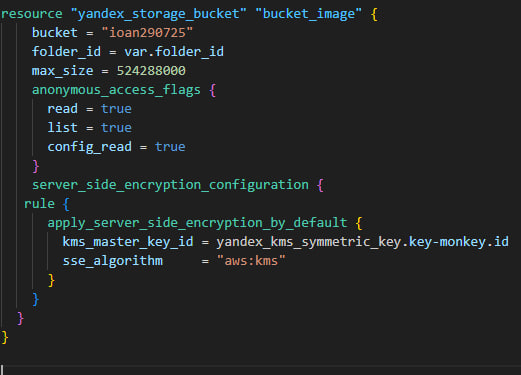 resource "yandex_storage_bucket" "bucket_image" {
    bucket = "ioan290725"
    folder_id = var.folder_id
    max_size = 524288000
    anonymous_access_flags {
      read = true
      list = true
      config_read = true
    }
    server_side_encryption_configuration {
   rule {
      apply_server_side_encryption_by_default {
        kms_master_key_id = yandex_kms_symmetric_key.key-monkey.id
        sse_algorithm     = "aws:kms"
      }
    }
  }
}